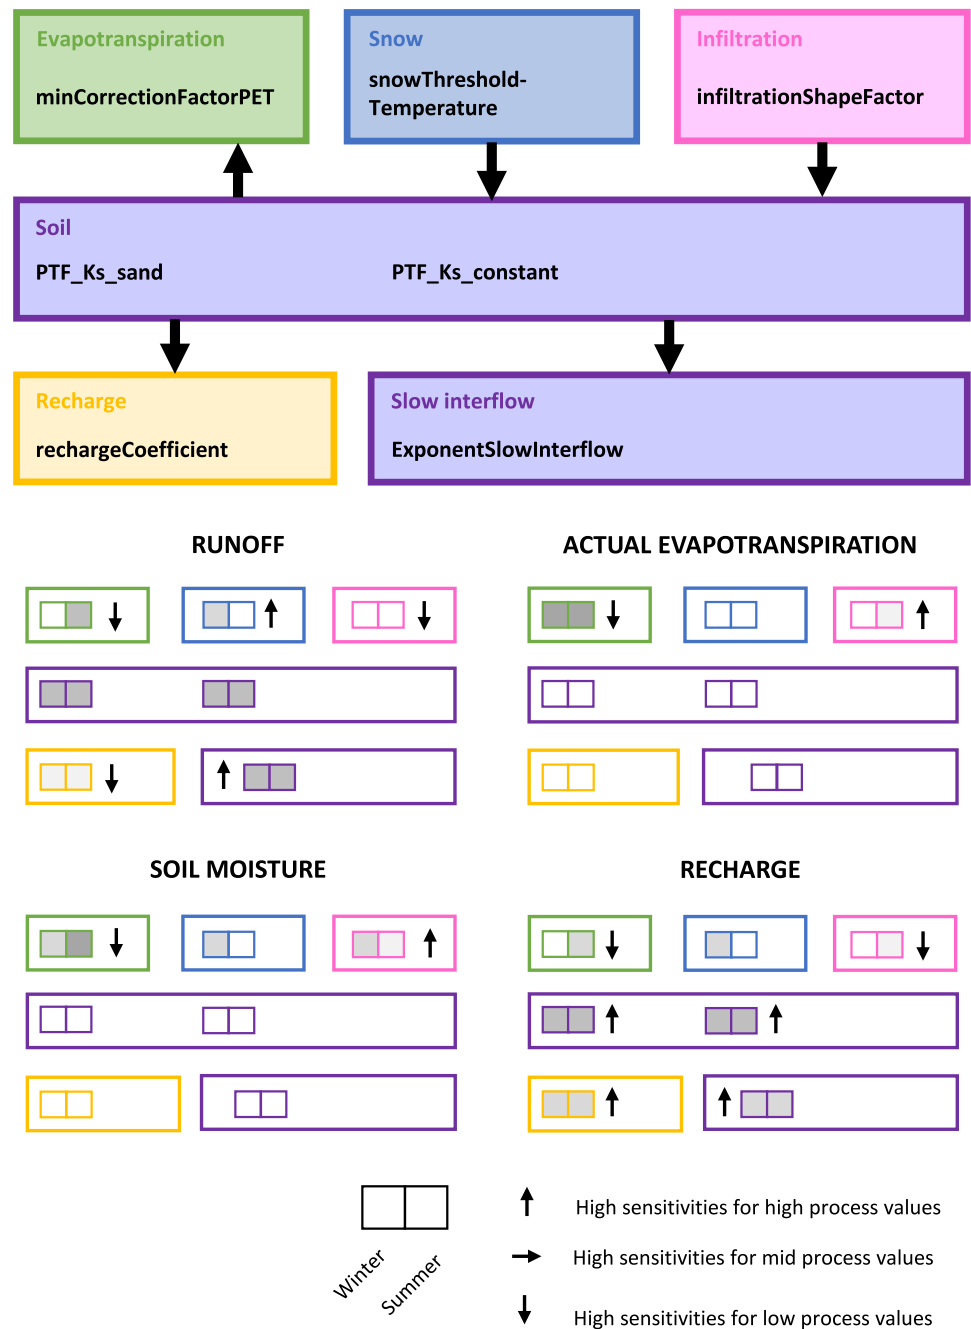 Evapotranspiration
minCorrectionFactorPET
Snow
snowThreshold-
Temperature
Infiltration
infiltrationShapeFactor
Soil
PTF_Ks_sand
PTF_Ks_constant
Recharge
rechargeCoefficient
Slow interflow
ExponentSlowInterflow
RUNOFF
ACTUAL EVAPOTRANSPIRATION
SOIL MOISTURE
RECHARGE
Winter
Summer
High sensitivities for high process values
High sensitivities for mid process values
High sensitivities for low process values